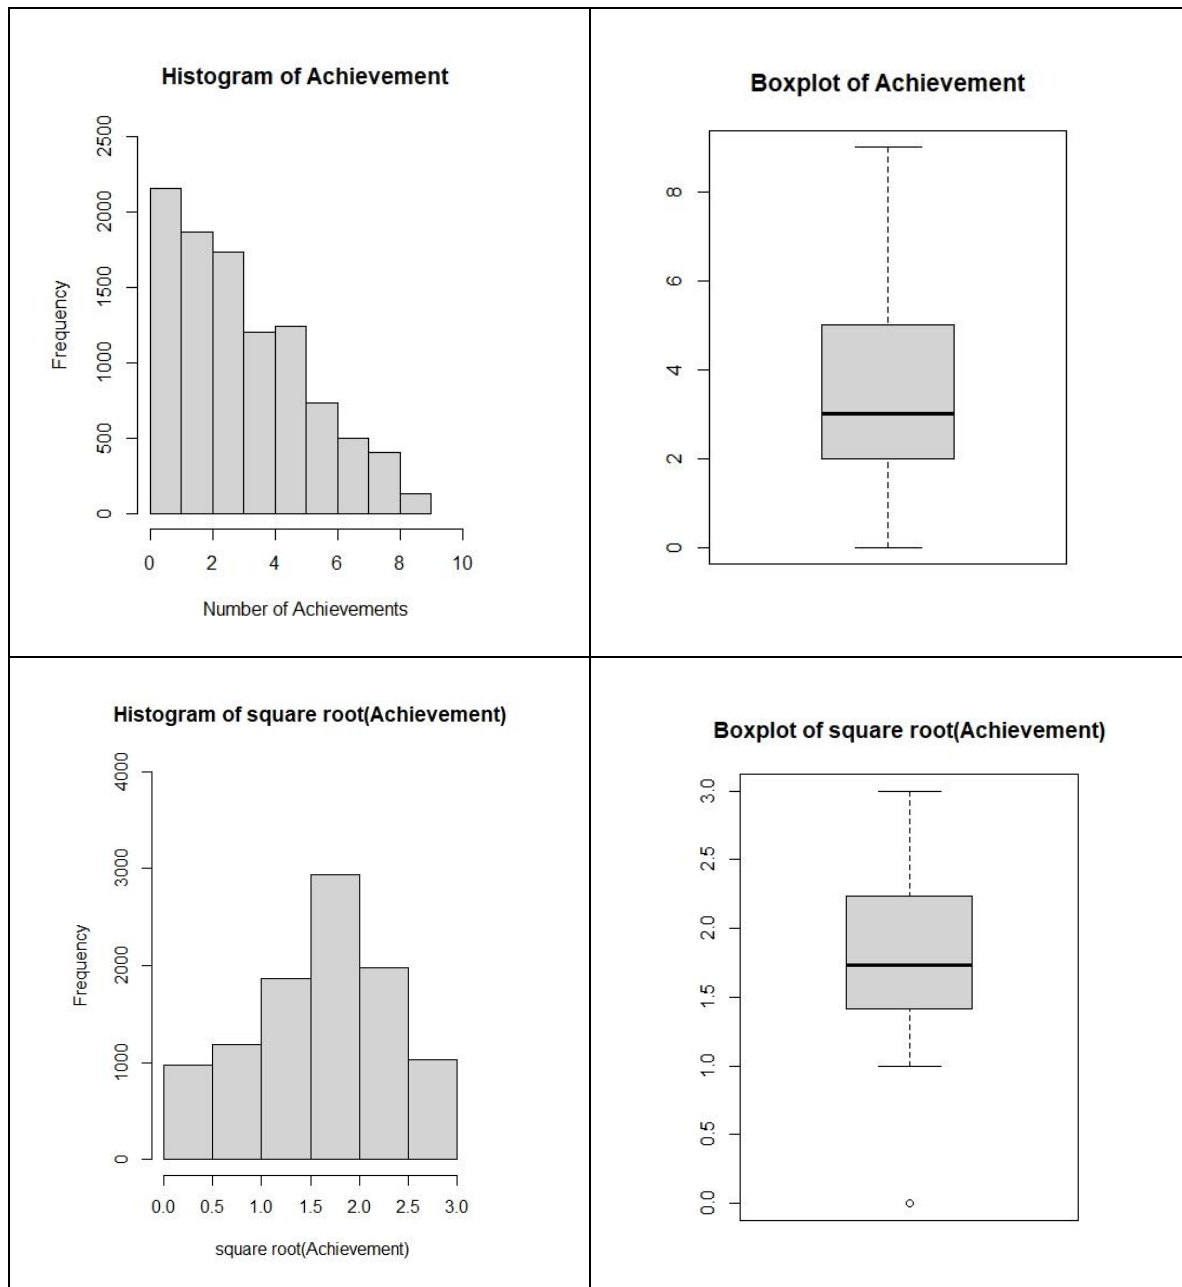 Histogram of Achievement
2500
2000
1500
1000
500
0
Frequency
0 2 4 6 8 10
Number of Achievements
Boxplot of Achievement
8
6
4
2
0
Histogram of square root(Achievement)
4000
3000
2000
1000
0
Frequency
0.0 0.5 1.0 1.5 2.0 2.5 3.0
square root(Achievement)
Boxplot of square root(Achievement)
3.0
2.5
2.0
1.5
1.0
0.5
0.0